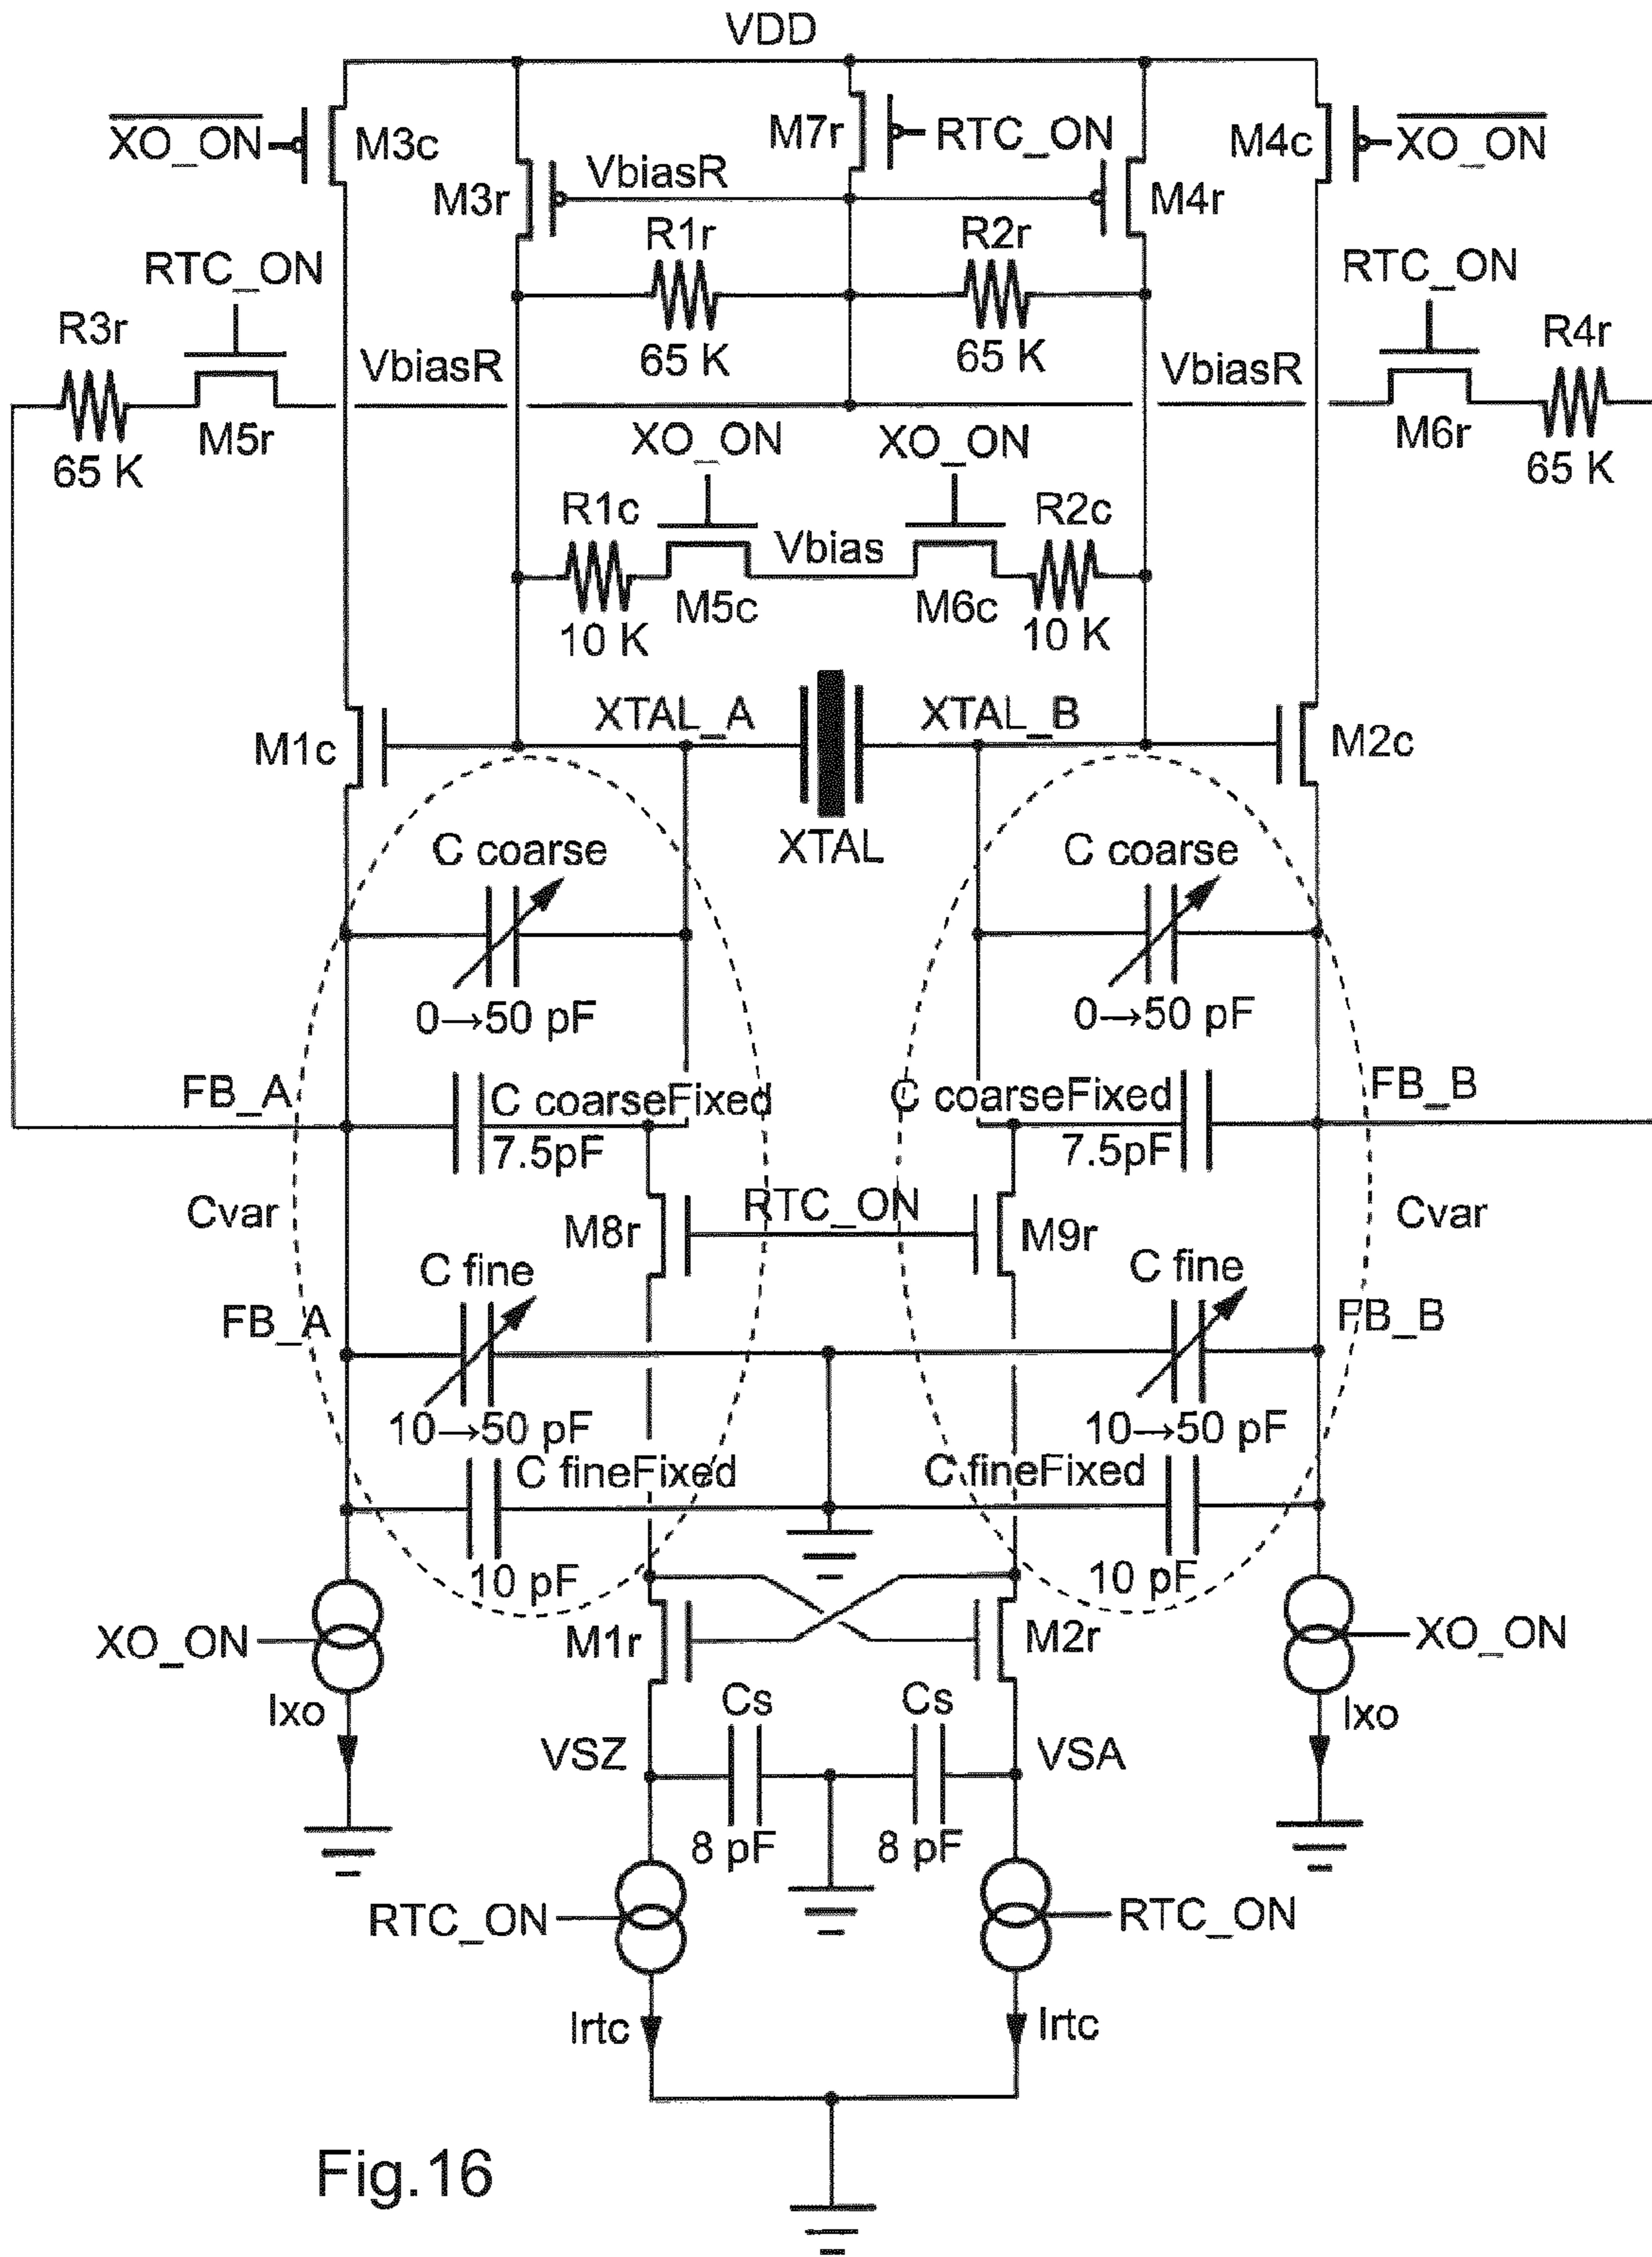 VDD
XO_ON
M3c
M7r
RTC_ON
M4c
XO_ON
M3r
VbiasR
M4r
R1r
R2r
RTC_ON
RTC_ON
R3r
65 K
65 K
R4r
VbiasR
VbiasR
M5r
M6r
65 K
65 K
XO_ON
XO_ON
R1c
R2c
Vbias
M5c
M6c
10 K
10 K
XTAL_A
XTAL_B
M1c
M2c
XTAL
C coarse
C coarse
0→50 pF
0→50 pF
FB_A
C coarseFixed
C coarseFixed
FB_B
7.5pF
7.5pF
Cvar
RTC_ON
Cvar
M8r
M9r
C fine
C fine
FB_A
FB_B
10→50 pF
10→50 pF
C fineFixed
C fineFixed
10 pF
10 pF
XO_ON
M1r
M2r
XO_ON
Ixo
Cs
Cs
Ixo
VSZ
VSA
8 pF
8 pF
RTC_ON
RTC_ON
Irtc
Irtc
Fig.16